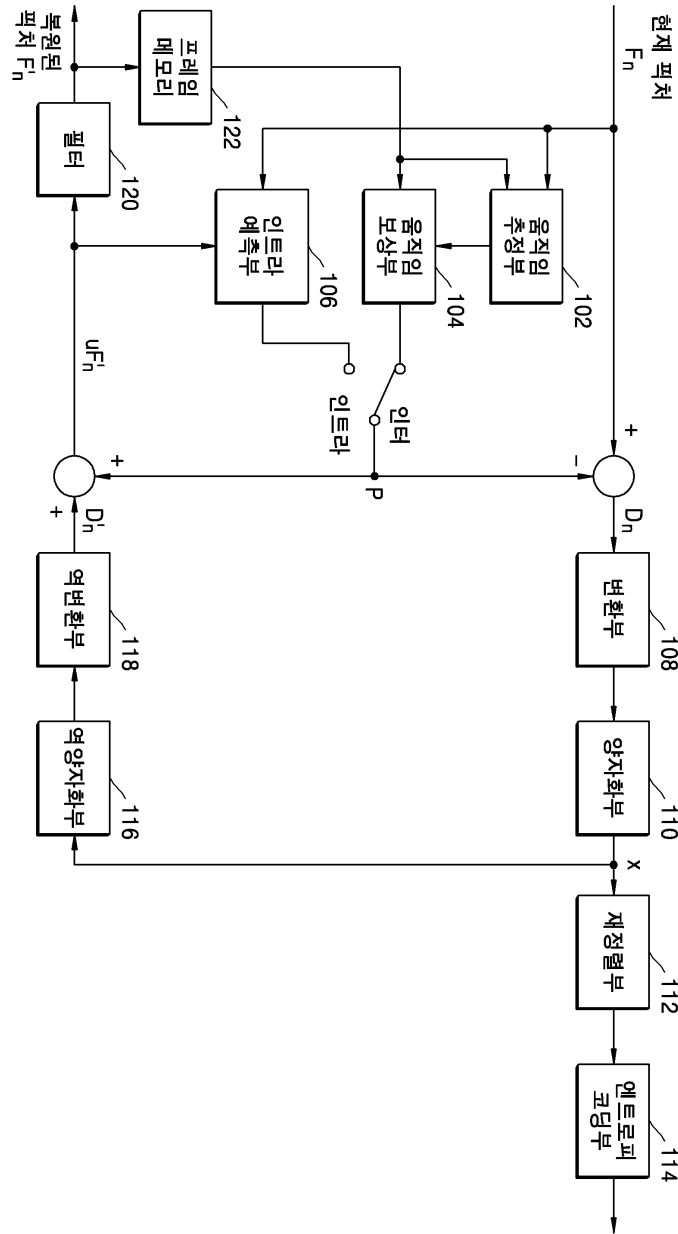 현재 픽처
Fn
움직임
추정부
102
움직임
보상부
104
인트라
예측부
106
프레임
메모리
122
필터
120
복원된
픽처 F'n
인터
인트라
P
+
-
Dn
변환부
108
양자화부
110
x
재정렬부
112
엔트로피
코딩부
114
uF'n
+
+
D'n
역변환부
118
역양자화부
116